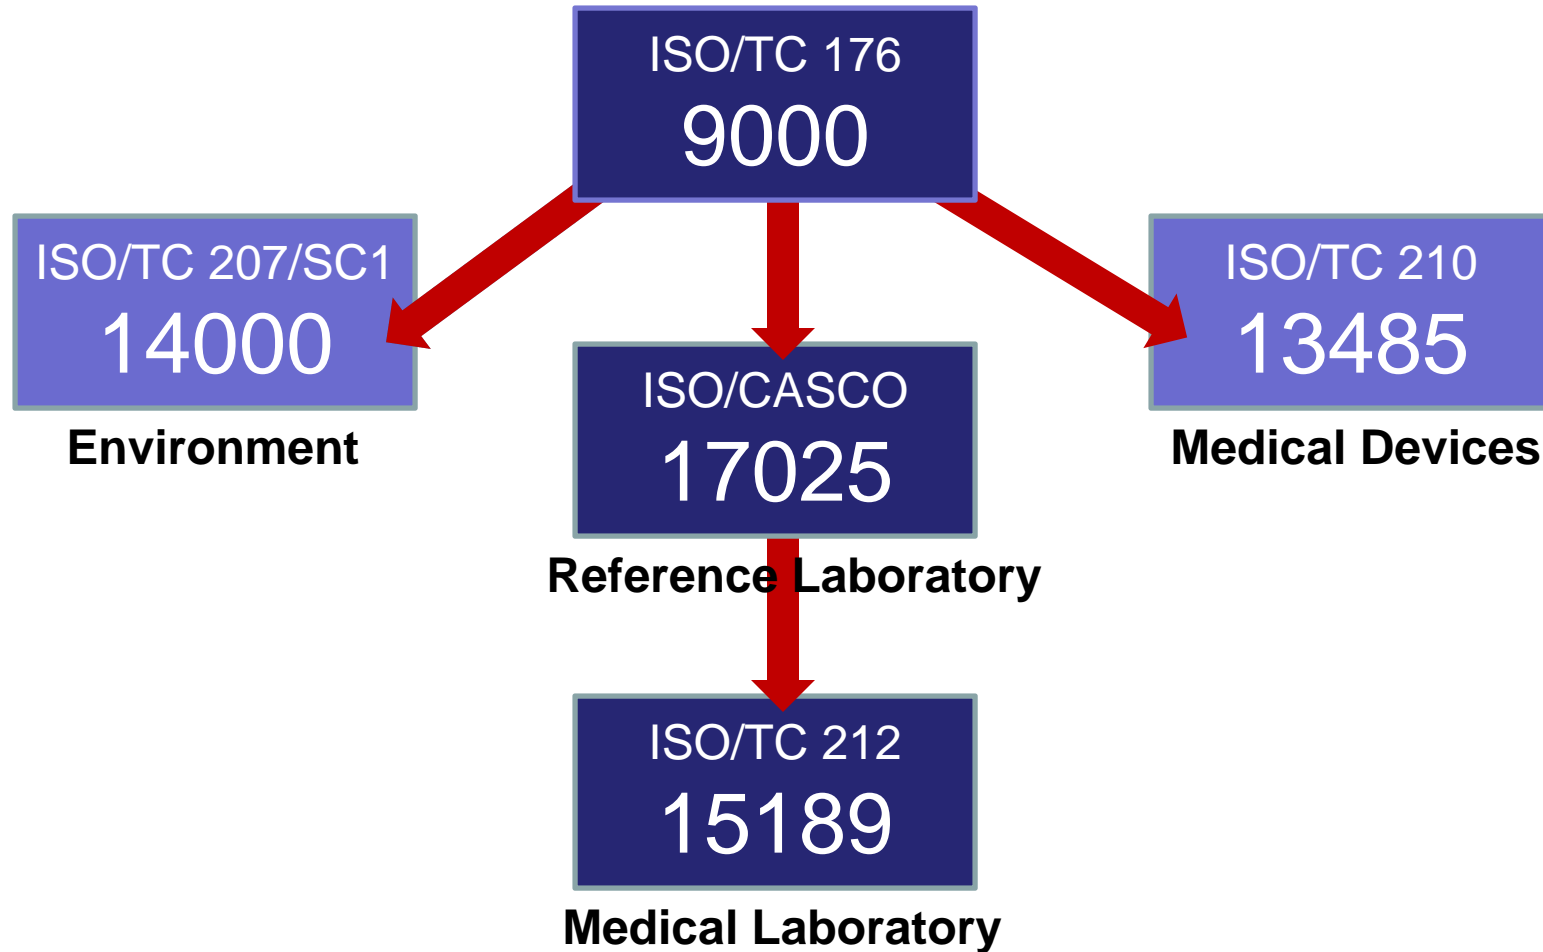 ISO/TC 176
9000
ISO/TC 207/SC1
14000
Environment
ISO/TC 210
13485
Medical Devices
ISO/CASCO
17025
Reference Laboratory
ISO/TC 212
15189
Medical Laboratory